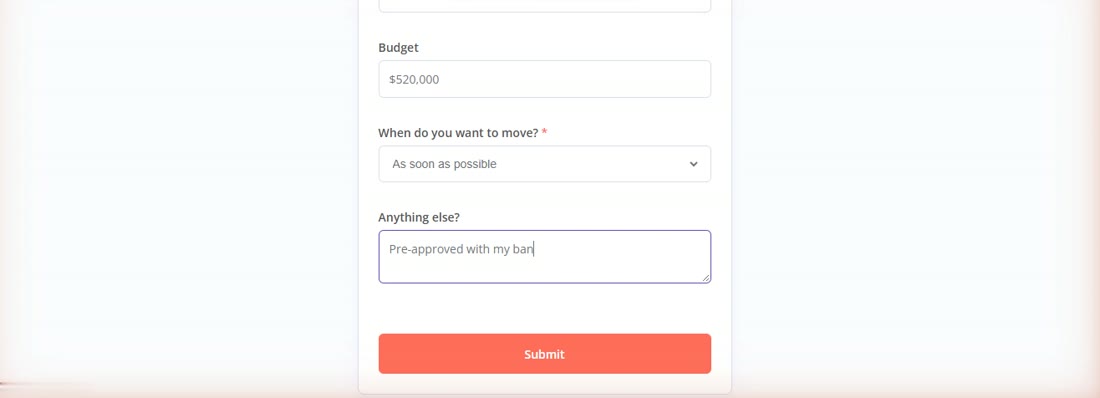 Budget
$520,000
When do you want to move? *
As soon as possible
Anything else?
Pre-approved with my ban
Submit